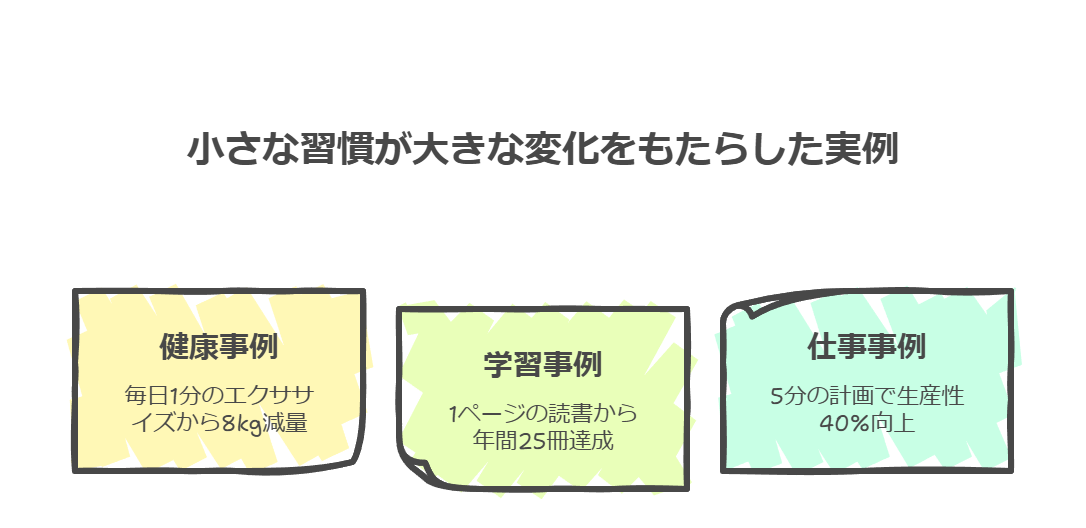 小さな習慣が大きな変化をもたらした実例
健康事例
毎日1分のエクササ
イズから8kg減量
学習事例
1ページの読書から
年間25冊達成
仕事事例
5分の計画で生産性
40%向上